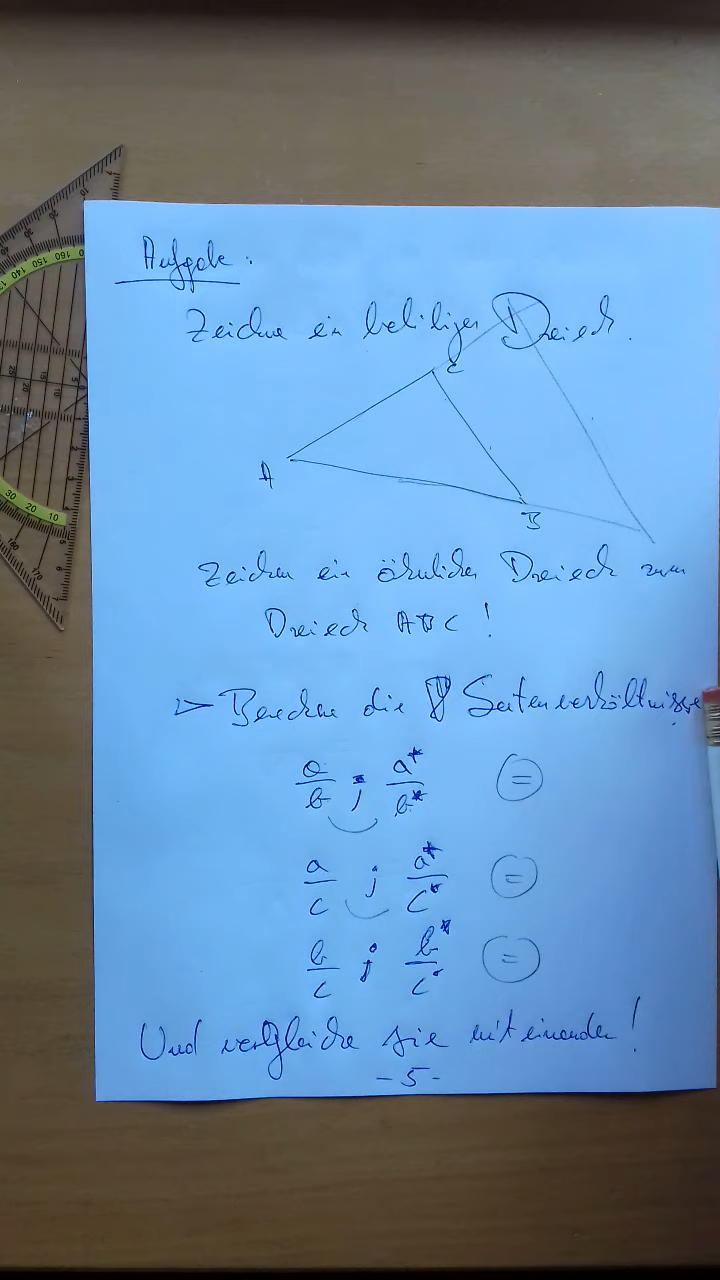 Aufgabe:
Zeichne ein beliebiges Dreieck.
C
A
B
Zeichne ein ähnliches Dreieck zum
Dreieck ABC!
Berechne die Seitenverhältnisse
a/b ; a*/b* =
a/c ; a*/c* =
b/c ; b*/c* =
Und vergleiche sie miteinander!
-5-